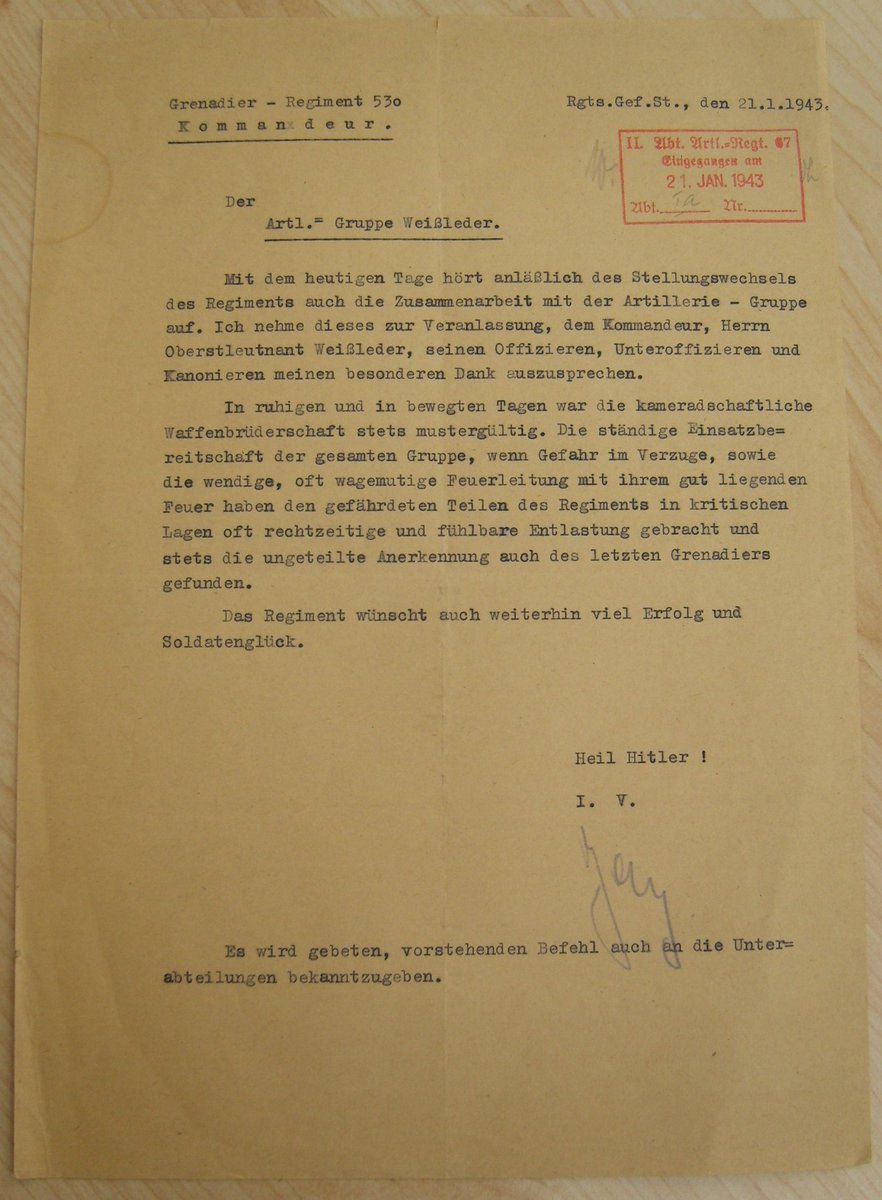 Grenadier - Regiment 530
K o m m a n d e u r .
Rgts.Gef.St., den 21.1.1943.
II. Abt. Artl.=Regt. 67
Eingegangen am
21. JAN. 1943
Abt. Ia Nr.
Der
Artl.= Gruppe Weißleder.
Mit dem heutigen Tage hört anläßlich des Stellungswechsels
des Regiments auch die Zusammenarbeit mit der Artillerie - Gruppe
auf. Ich nehme dieses zur Veranlassung, dem Kommandeur, Herrn
Oberstleutnant Weißleder, seinen Offizieren, Unteroffizieren und
Kanonieren meinen besonderen Dank auszusprechen.
In ruhigen und in bewegten Tagen war die kameradschaftliche
Waffenbrüderschaft stets mustergültig. Die ständige Einsatzbe=
reitschaft der gesamten Gruppe, wenn Gefahr im Verzuge, sowie
die wendige, oft wagemutige Feuerleitung mit ihrem gut liegenden
Feuer haben den gefährdeten Teilen des Regiments in kritischen
Lagen oft rechtzeitige und fühlbare Entlastung gebracht und
stets die ungeteilte Anerkennung auch des letzten Grenadiers
gefunden.
Das Regiment wünscht auch weiterhin viel Erfolg und
Soldatenglück.
Heil Hitler !
I. V.
Es wird gebeten, vorstehenden Befehl auch an die Unter=
abteilungen bekanntzugeben.